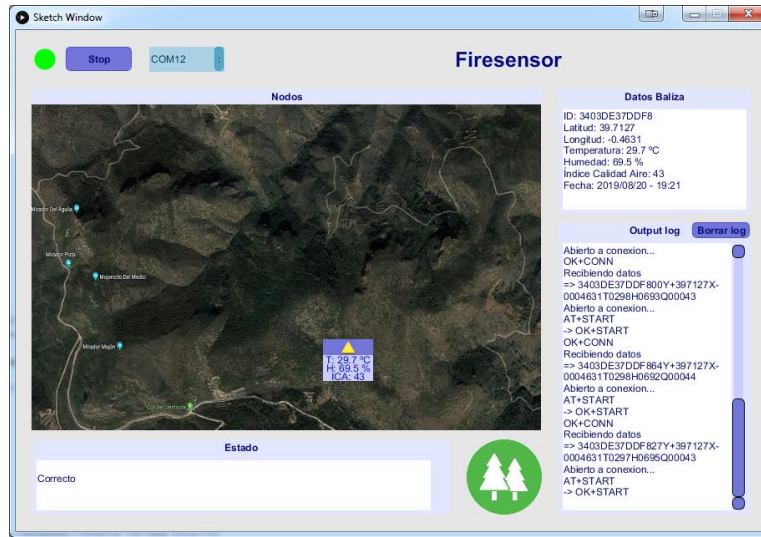 Sketch Window
Stop
COM12
Firesensor
Nodos
Mirador Del Aguila
Mirador Pista
Mojoncito Del Medio
Mirador Mojón
T: 29.7 ºC
H: 69.5 %
ICA: 43
Estado
Correcto
Datos Baliza
ID: 3403DE37DDF8
Latitud: 39.7127
Longitud: -0.4631
Temperatura: 29.7 ºC
Humedad: 69.5 %
Índice Calidad Aire: 43
Fecha: 2019/08/20 - 19:21
Output log
Borrar log
Abierto a conexion...
OK+CONN
Recibiendo datos
=> 3403DE37DDF800Y+397127X-
0004631T0298H0693Q00043
Abierto a conexion...
AT+START
-> OK+START
OK+CONN
Recibiendo datos
=> 3403DE37DDF864Y+397127X-
0004631T0298H0692Q00044
Abierto a conexion...
AT+START
-> OK+START
OK+CONN
Recibiendo datos
=> 3403DE37DDF827Y+397127X-
0004631T0297H0695Q00043
Abierto a conexion...
AT+START
-> OK+START